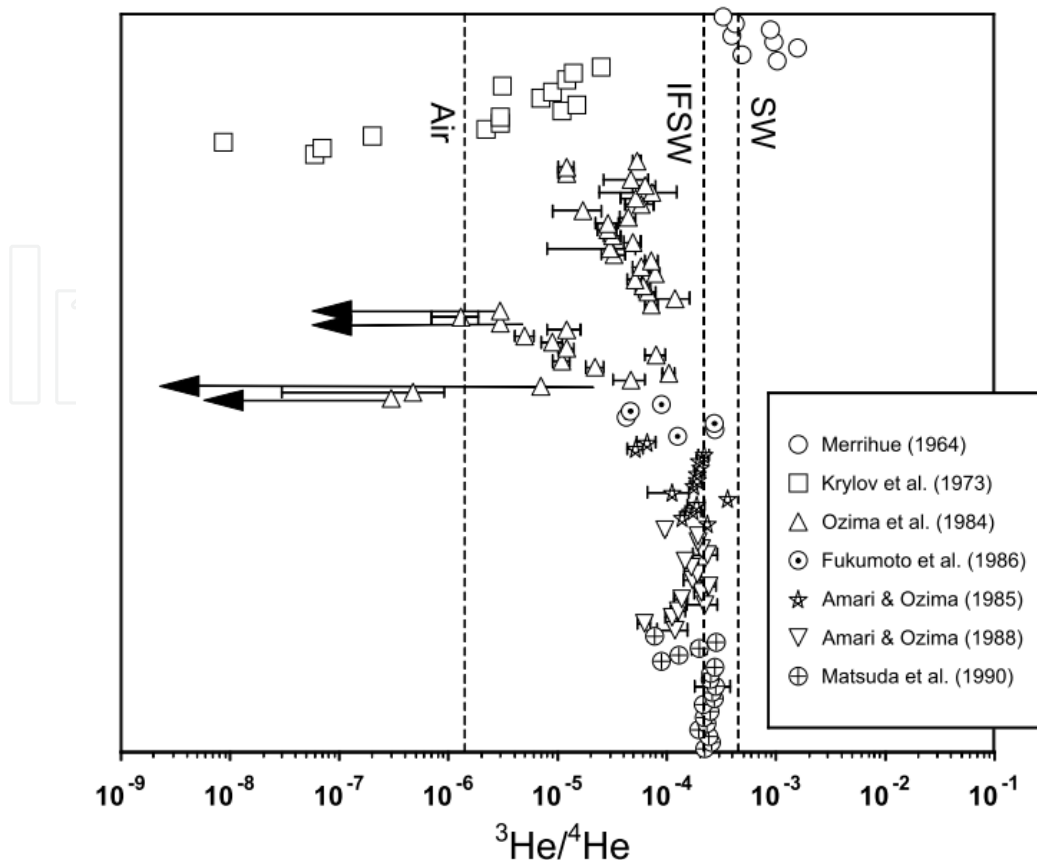 Air
IFSW
SW
Merrihue (1964)
Krylov et al. (1973)
Ozima et al. (1984)
Fukumoto et al. (1986)
Amari & Ozima (1985)
Amari & Ozima (1988)
Matsuda et al. (1990)
10⁻⁹ 10⁻⁸ 10⁻⁷ 10⁻⁶ 10⁻⁵ 10⁻⁴ 10⁻³ 10⁻² 10⁻¹
³He/⁴He